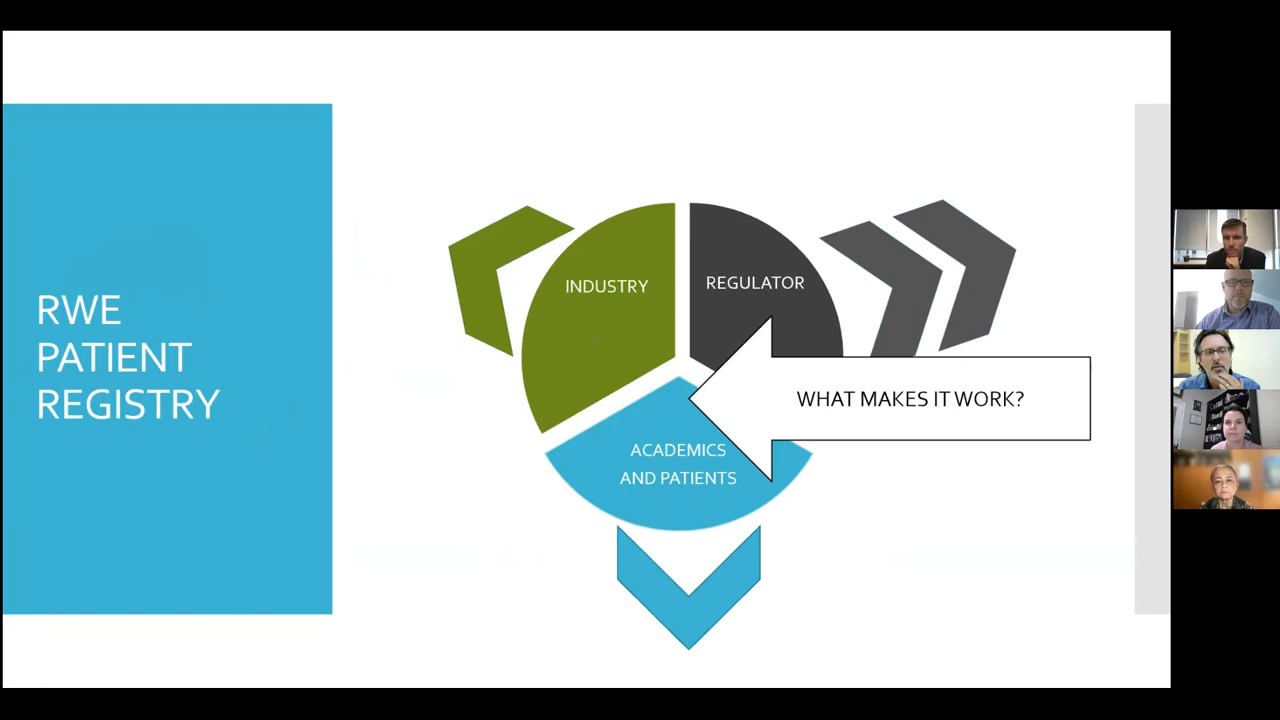 RWE
PATIENT
REGISTRY
INDUSTRY
REGULATOR
WHAT MAKES IT WORK?
ACADEMICS
AND PATIENTS